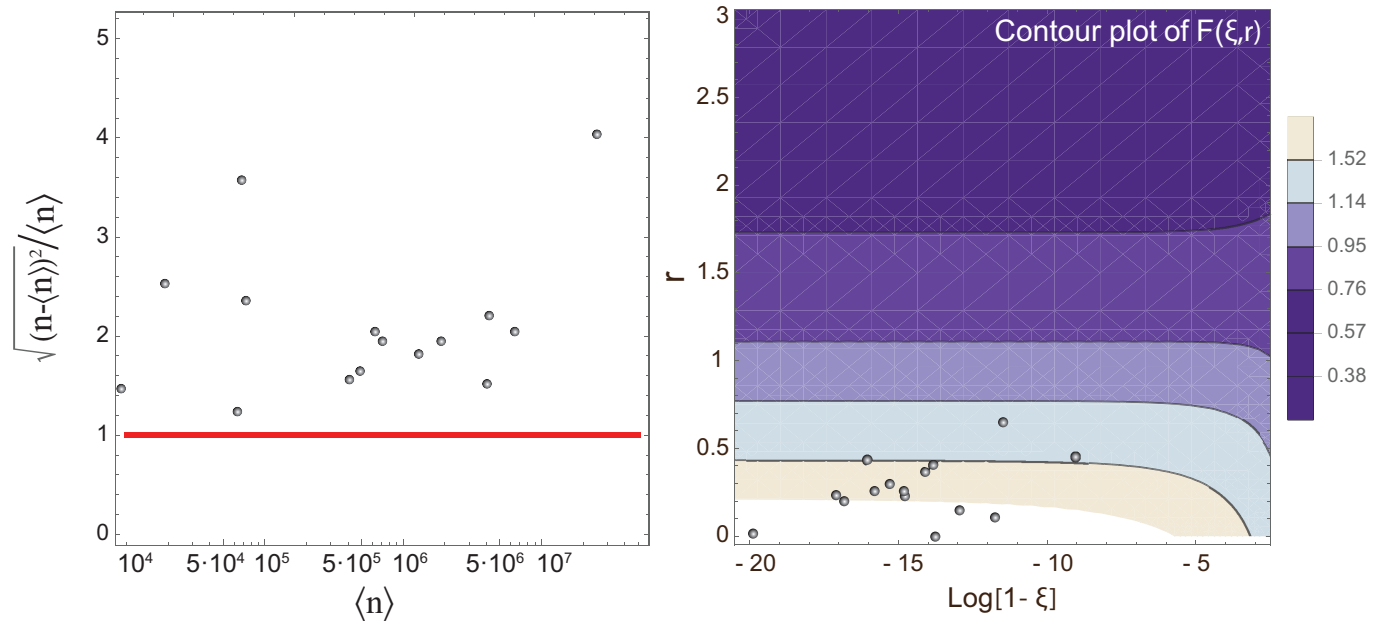 5
4
3
2
1
0
√(n-⟨n⟩)²/⟨n⟩
10⁴ 5·10⁴ 10⁵ 5·10⁵ 10⁶ 5·10⁶ 10⁷
⟨n⟩
Contour plot of F(ξ,r)
3
2.5
2
1.5
1
0.5
0
r
- 20 - 15 - 10 - 5
Log[1- ξ]
1.52
1.14
0.95
0.76
0.57
0.38